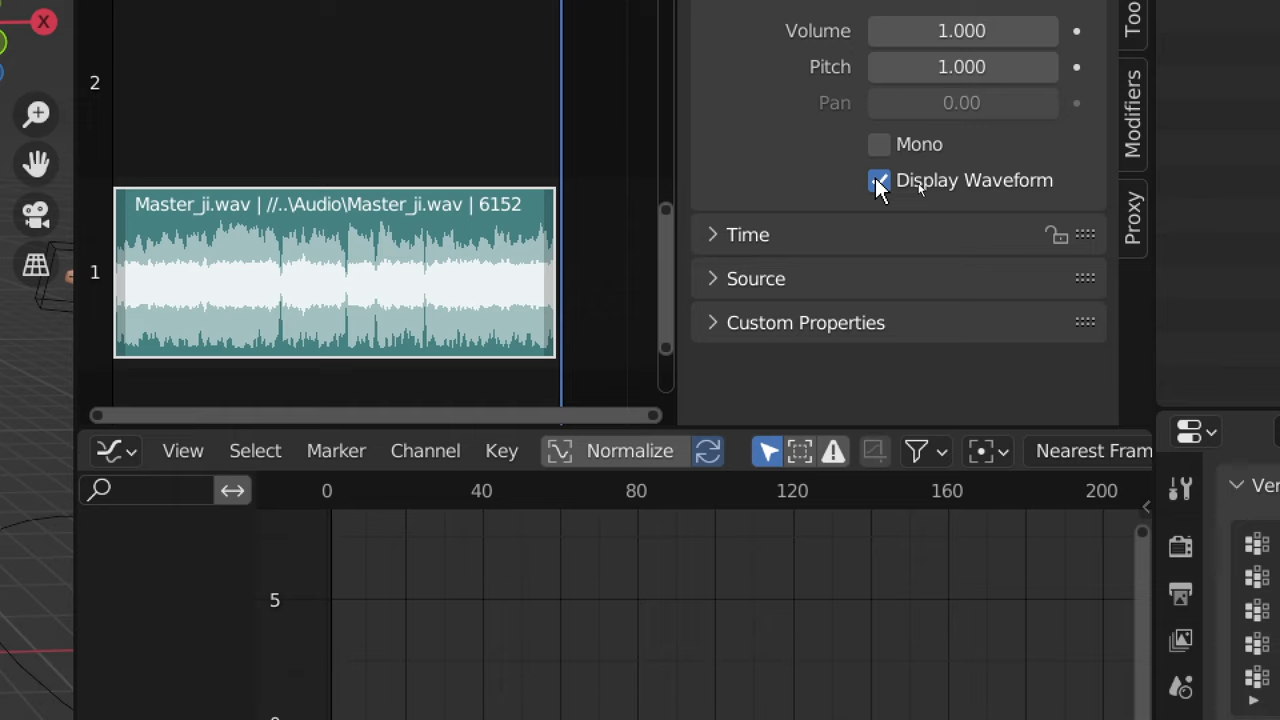 X
2
1
Master_ji.wav | //..\Audio\Master_ji.wav | 6152
Volume 1.000
Pitch 1.000
Pan 0.00
Mono
Display Waveform
Time
Source
Custom Properties
Too
Modifiers
Proxy
View Select Marker Channel Key Normalize Nearest Fram
0 40 80 120 160 200
5
Ver